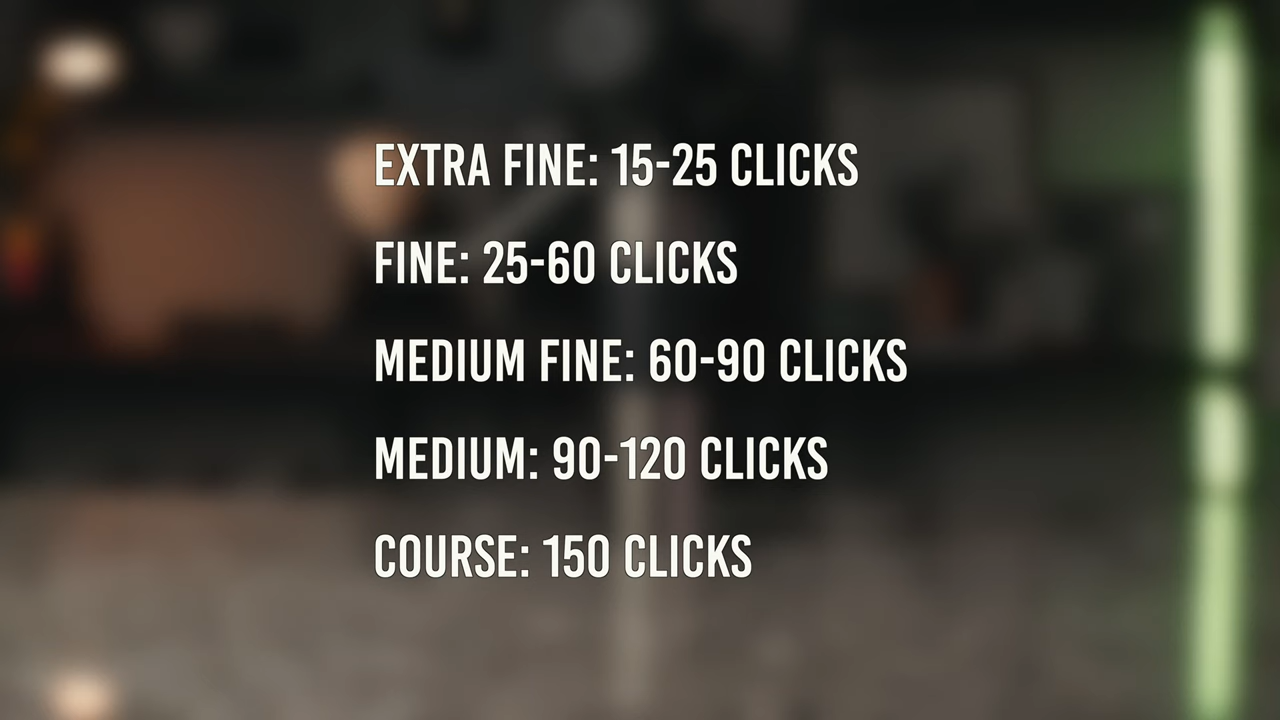 EXTRA FINE: 15-25 CLICKS
FINE: 25-60 CLICKS
MEDIUM FINE: 60-90 CLICKS
MEDIUM: 90-120 CLICKS
COURSE: 150 CLICKS